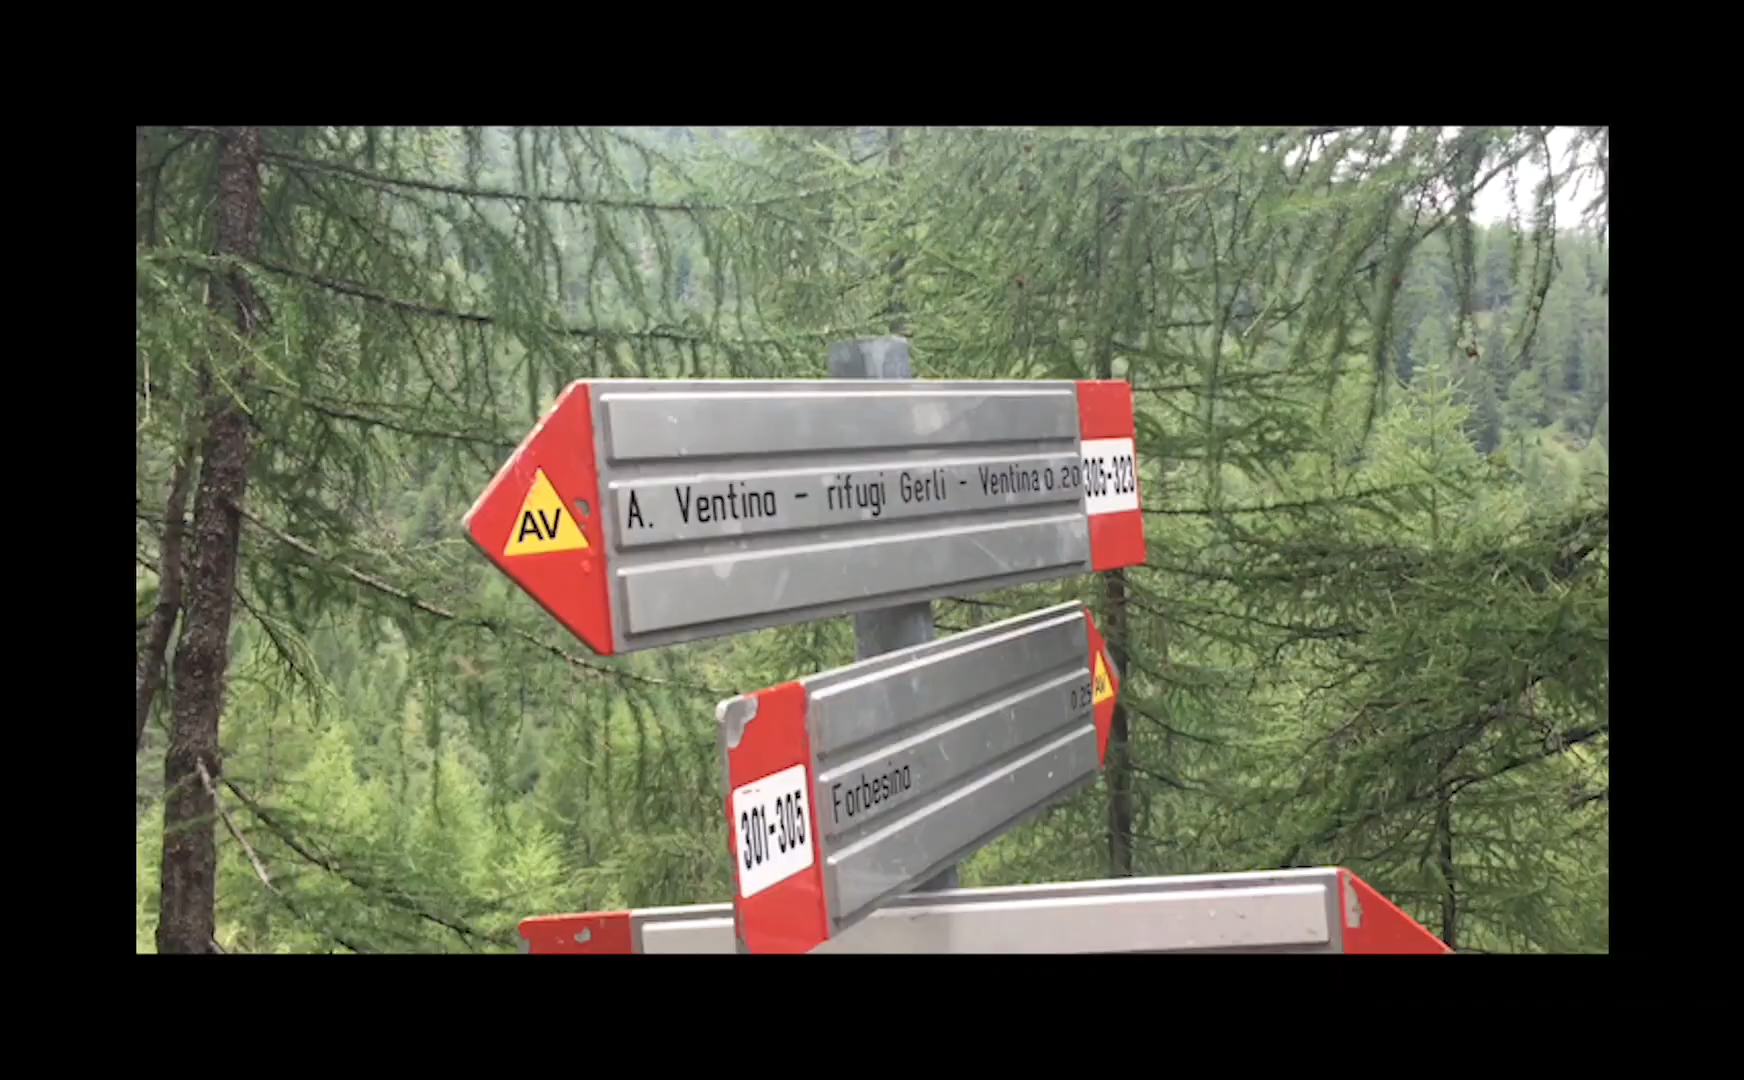 AV
A. Ventina - rifugi Gerli - Ventina 0.20
305-323
0.25
AV
Forbesina
301-305